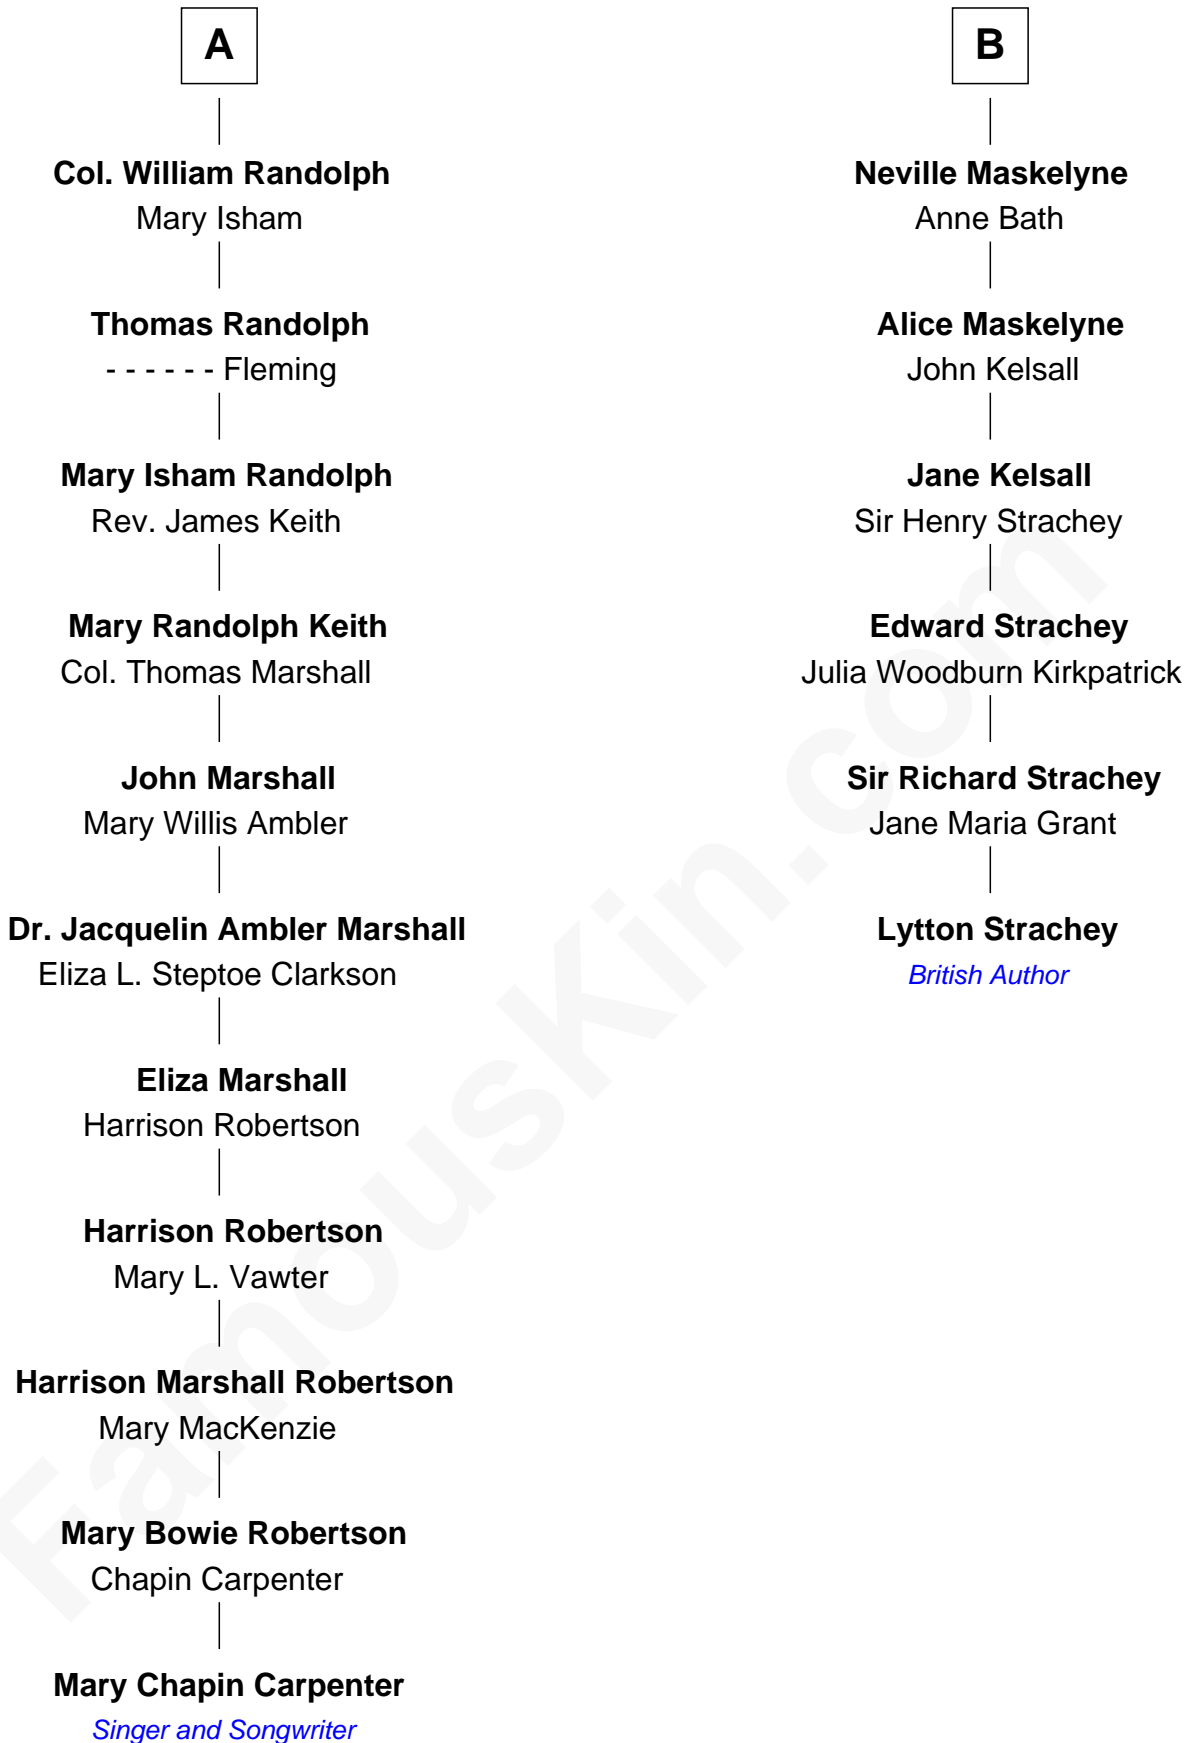 A
Col. William Randolph
Mary Isham
Thomas Randolph
- - - - - - Fleming
Mary Isham Randolph
Rev. James Keith
Mary Randolph Keith
Col. Thomas Marshall
John Marshall
Mary Willis Ambler
Dr. Jacquelin Ambler Marshall
Eliza L. Steptoe Clarkson
Eliza Marshall
Harrison Robertson
Harrison Robertson
Mary L. Vawter
Harrison Marshall Robertson
Mary MacKenzie
Mary Bowie Robertson
Chapin Carpenter
Mary Chapin Carpenter
Singer and Songwriter
B
Neville Maskelyne
Anne Bath
Alice Maskelyne
John Kelsall
Jane Kelsall
Sir Henry Strachey
Edward Strachey
Julia Woodburn Kirkpatrick
Sir Richard Strachey
Jane Maria Grant
Lytton Strachey
British Author
FamousKin.com